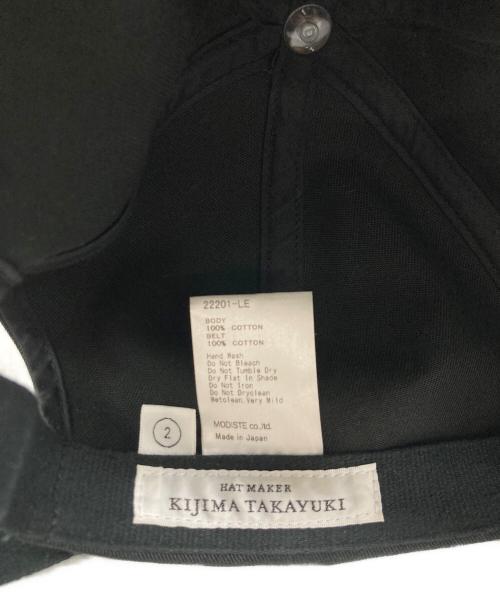 22201-LE
BODY
100% COTTON
BELT
100% COTTON
Hand Wash
Do Not Bleach
Do Not Tumble Dry
Dry Flat In Shade
Do Not Iron
Do Not Dryclean
Wetclean,Very Mild
MODISTE co.,ltd.
Made in Japan
2
HAT MAKER
KIJIMA TAKAYUKI